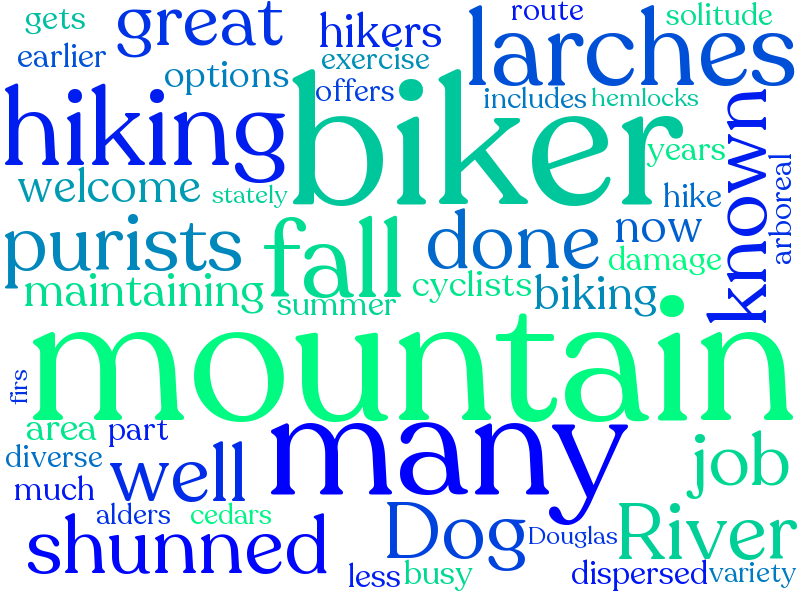 gets
great
hikers
route
solitude
earlier
options
exercise
larches
offers
includes
hemlocks
hiking
biker
known
years
welcome
stately
hike
arboreal
purists
fall
done
now
damage
maintaining
summer
cyclists
biking
mountain
firs
area
part
many
diverse
well
job
much
alders
cedars
shunned
Dog
Douglas
River
less
busy
dispersed
variety